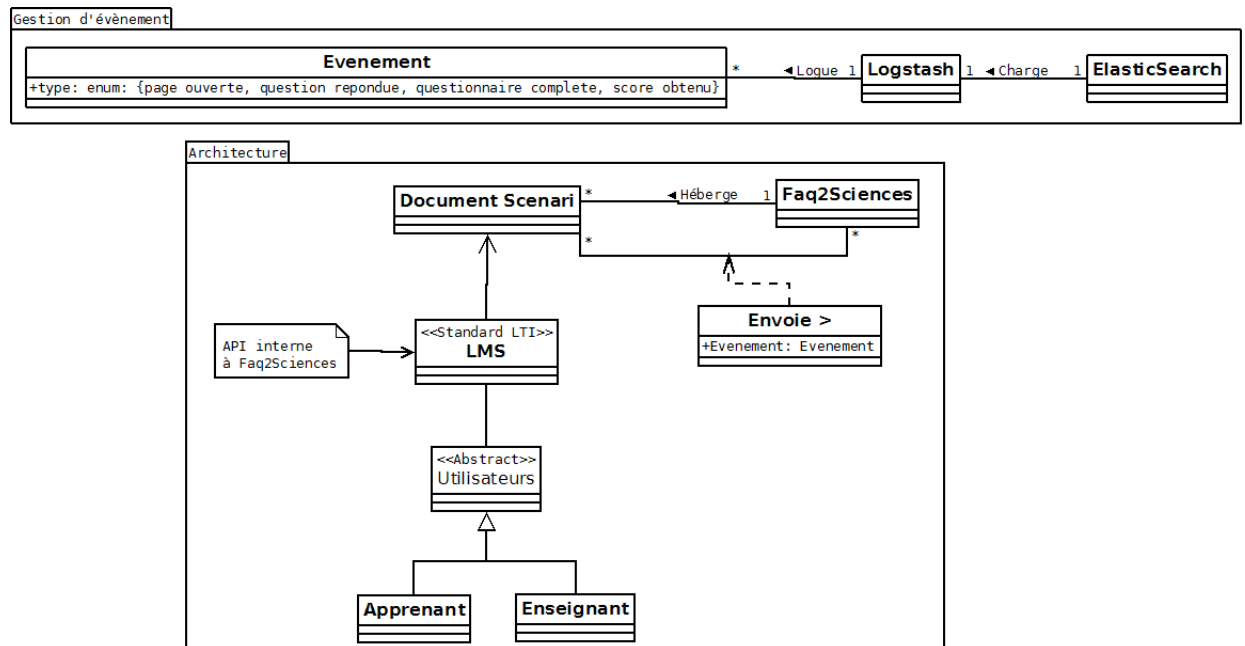 Gestion d'évènement
Evenement
+type: enum: {page ouverte, question repondue, questionnaire complete, score obtenu}
* ◄ Logue 1
Logstash
1 ◄ Charge 1
ElasticSearch
Architecture
Document Scenari
* ◄ Héberge 1
Faq2Sciences
* *
Envoie >
+Evenement: Evenement
<<Standard LTI>>
LMS
API interne
à Faq2Sciences
<<Abstract>>
Utilisateurs
Apprenant
Enseignant